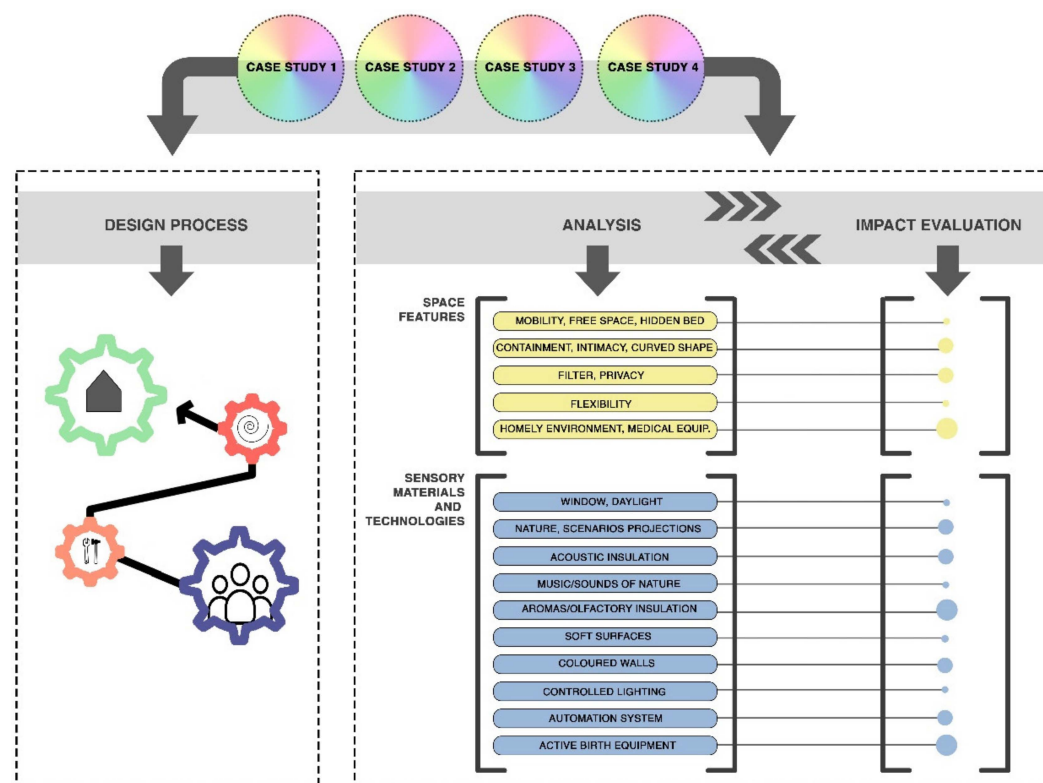 CASE STUDY 1
CASE STUDY 2
CASE STUDY 3
CASE STUDY 4
DESIGN PROCESS
ANALYSIS
IMPACT EVALUATION
SPACE
FEATURES
MOBILITY, FREE SPACE, HIDDEN BED
CONTAINMENT, INTIMACY, CURVED SHAPE
FILTER, PRIVACY
FLEXIBILITY
HOMELY ENVIRONMENT, MEDICAL EQUIP.
SENSORY
MATERIALS
AND
TECHNOLOGIES
WINDOW, DAYLIGHT
NATURE, SCENARIOS PROJECTIONS
ACOUSTIC INSULATION
MUSIC/SOUNDS OF NATURE
AROMAS/OLFACTORY INSULATION
SOFT SURFACES
COLOURED WALLS
CONTROLLED LIGHTING
AUTOMATION SYSTEM
ACTIVE BIRTH EQUIPMENT